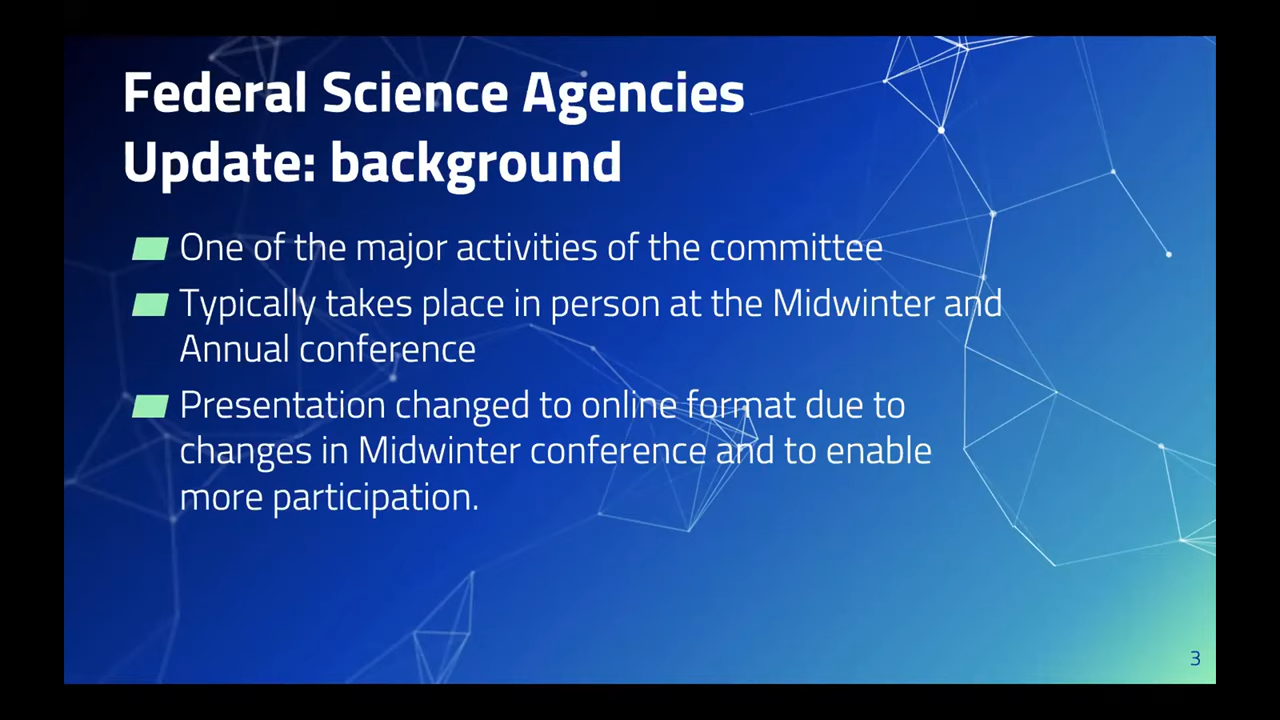 Federal Science Agencies
Update: background
One of the major activities of the committee
Typically takes place in person at the Midwinter and
Annual conference
Presentation changed to online format due to
changes in Midwinter conference and to enable
more participation.
3